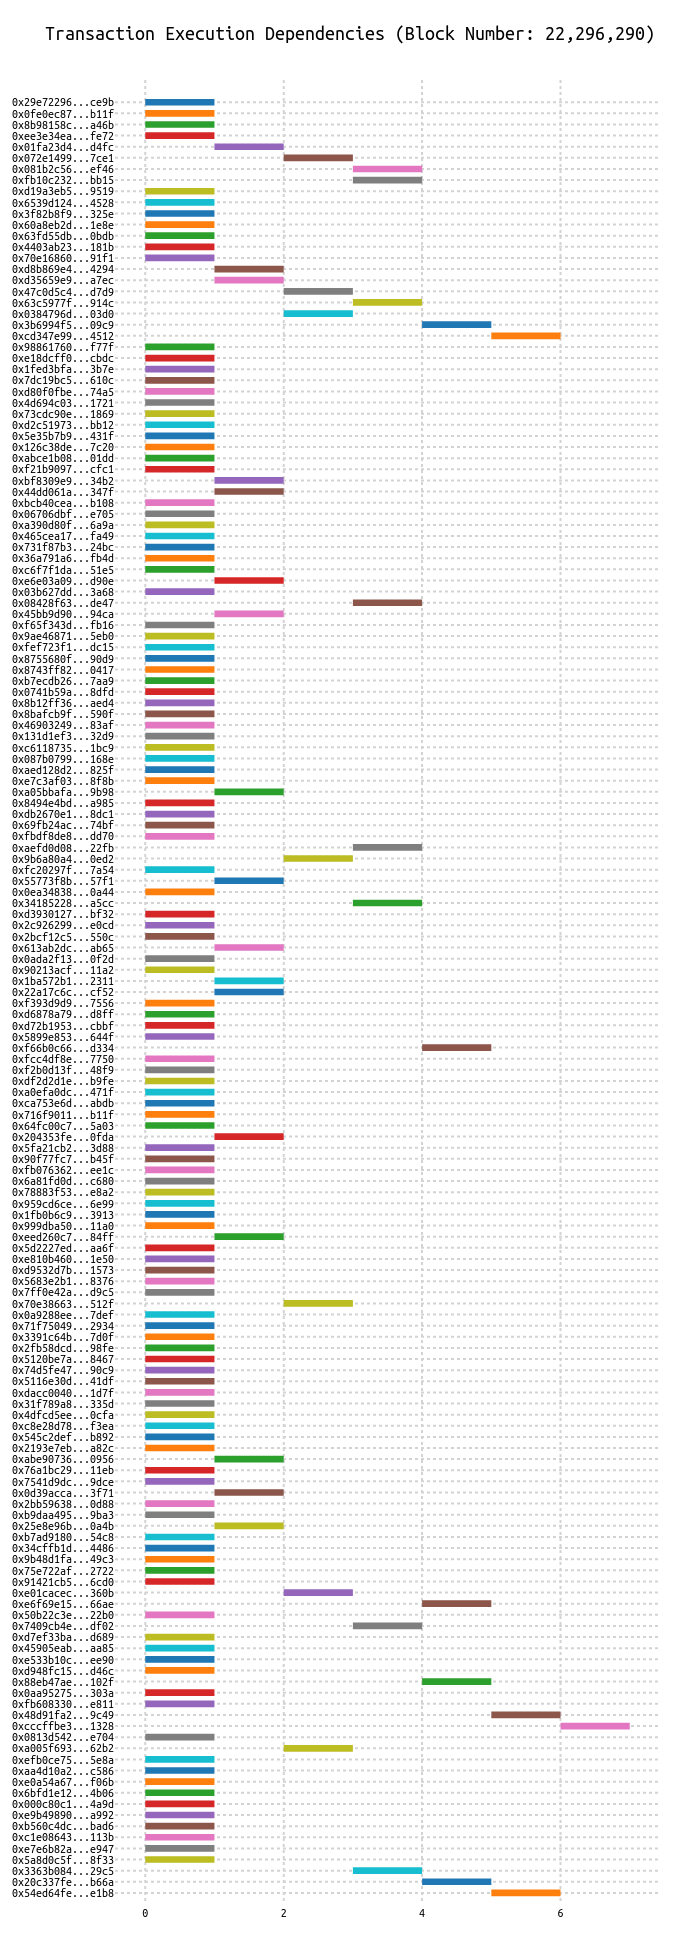 Transaction Execution Dependencies (Block Number: 22,296,290)
0x29e72296...ce9b
0x0fe0ec87...b11f
0x8b98158c...a46b
0xee3e34ea...fe72
0x01fa23d4...d4fc
0x072e1499...7ce1
0x081b2c56...ef46
0xfb10c232...bb15
0xd19a3eb5...9519
0x6539d124...4528
0x3f82b8f9...325e
0x60a8eb2d...1e8e
0x63fd55db...0bdb
0x4403ab23...181b
0x70e16860...91f1
0xd8b869e4...4294
0xd35659e9...a7ec
0x47c0d5c4...d7d9
0x63c5977f...914c
0x0384796d...03d0
0x3b6994f5...09c9
0xcd347e99...4512
0x98861760...f77f
0xe18dcff0...cbdc
0x1fed3bfa...3b7e
0x7dc19bc5...610c
0xd80f0fbe...74a5
0x4d694c03...1721
0x73cdc90e...1869
0xd2c51973...bb12
0x5e35b7b9...431f
0x126c38de...7c20
0xabce1b08...01dd
0xf21b9097...cfc1
0xbf8309e9...34b2
0x44dd061a...347f
0xbcb40cea...b108
0x06706dbf...e705
0xa390d80f...6a9a
0x465cea17...fa49
0x731f87b3...24bc
0x36a791a6...fb4d
0xc6f7f1da...51e5
0xe6e03a09...d90e
0x03b627dd...3a68
0x08428f63...de47
0x45bb9d90...94ca
0xf65f343d...fb16
0x9ae46871...5eb0
0xfef723f1...dc15
0x8755680f...90d9
0x8743ff82...0417
0xb7ecdb26...7aa9
0x0741b59a...8dfd
0x8b12ff36...aed4
0x8bafcb9f...590f
0x46903249...83af
0x131d1ef3...32d9
0xc6118735...1bc9
0x087b0799...168e
0xaed128d2...825f
0xe7c3af03...8f8b
0xa05bbafa...9b98
0x8494e4bd...a985
0xdb2670e1...8dc1
0x69fb24ac...74bf
0xfbdf8de8...dd70
0xaefd0d08...22fb
0x9b6a80a4...0ed2
0xfc20297f...7a54
0x55773f8b...57f1
0x0ea34838...0a44
0x34185228...a5cc
0xd3930127...bf32
0x2c926299...e0cd
0x2bcf12c5...550c
0x613ab2dc...ab65
0x0ada2f13...0f2d
0x90213acf...11a2
0x1ba572b1...2311
0x22a17c6c...cf52
0xf393d9d9...7556
0xd6878a79...d8ff
0xd72b1953...cbbf
0x5899e853...644f
0xf66b0c66...d334
0xfcc4df8e...7750
0xf2b0d13f...48f9
0xdf2d2d1e...b9fe
0xa0efa0dc...471f
0xca753e6d...abdb
0x716f9011...b11f
0x64fc00c7...5a03
0x204353fe...0fda
0x5fa21cb2...3d88
0x90f77fc7...b45f
0xfb076362...ee1c
0x6a81fd0d...c680
0x78883f53...e8a2
0x959cd6ce...6e99
0x1fb0b6c9...3913
0x999dba50...11a0
0xeed260c7...84ff
0x5d2227ed...aa6f
0xe810b460...1e50
0xd9532d7b...1573
0x5683e2b1...8376
0x7ff0e42a...d9c5
0x70e38663...512f
0x0a9288ee...7def
0x71f75049...2934
0x3391c64b...7d0f
0x2fb58dcd...98fe
0x5120be7a...8467
0x74d5fe47...90c9
0x5116e30d...41df
0xdacc0040...1d7f
0x31f789a8...335d
0x4dfcd5ee...0cfa
0xc8e28d78...f3ea
0x545c2def...b892
0x2193e7eb...a82c
0xabe90736...0956
0x76a1bc29...11eb
0x7541d9dc...9dce
0x0d39acca...3f71
0x2bb59638...0d88
0xb9daa495...9ba3
0x25e8e96b...0a4b
0xb7ad9180...54c8
0x34cffb1d...4486
0x9b48d1fa...49c3
0x75e722af...2722
0x91421cb5...6cd0
0xe01cacec...360b
0xe6f69e15...66ae
0x50b22c3e...22b0
0x7409cb4e...df02
0xd7ef33ba...d689
0x45905eab...aa85
0xe533b10c...ee90
0xd948fc15...d46c
0x88eb47ae...102f
0x0aa95275...303a
0xfb608330...e811
0x48d91fa2...9c49
0xcccffbe3...1328
0x0813d542...e704
0xa005f693...62b2
0xefb0ce75...5e8a
0xaa4d10a2...c586
0xe0a54a67...f06b
0x6bfd1e12...4b06
0x000c80c1...4a9d
0xe9b49890...a992
0xb560c4dc...bad6
0xc1e08643...113b
0xe7e6b82a...e947
0x5a8d0c5f...8f33
0x3363b084...29c5
0x20c337fe...b66a
0x54ed64fe...e1b8
0 2 4 6